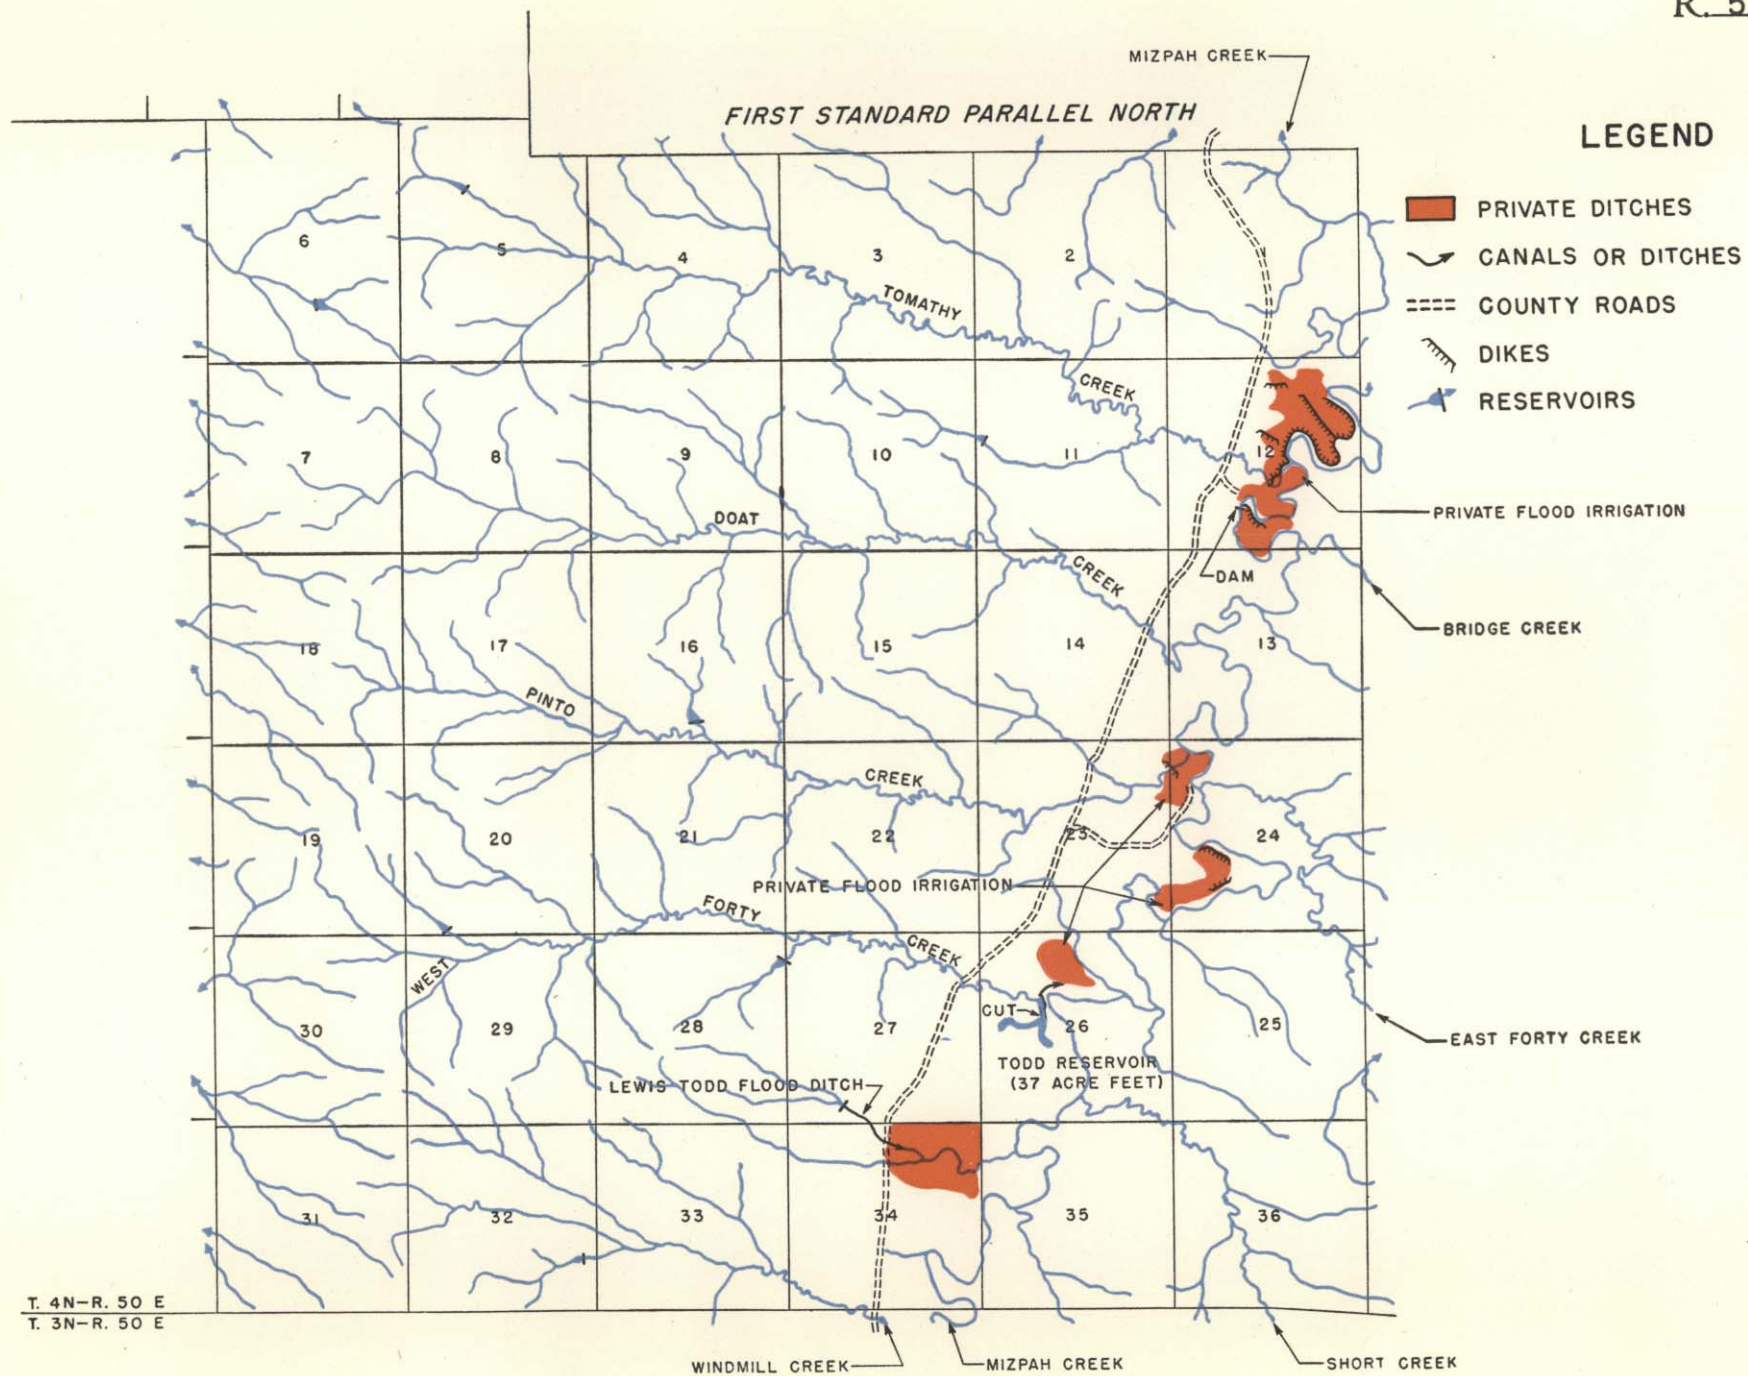 R. 5
MIZPAH CREEK
FIRST STANDARD PARALLEL NORTH
LEGEND
PRIVATE DITCHES
CANALS OR DITCHES
COUNTY ROADS
DIKES
RESERVOIRS
6
5
4
3
2
TOMATHY
CREEK
7
8
9
10
11
12
PRIVATE FLOOD IRRIGATION
DOAT
CREEK
DAM
BRIDGE CREEK
18
17
16
15
14
13
PINTO
CREEK
19
20
21
22
23
24
PRIVATE FLOOD IRRIGATION
FORTY
CREEK
WEST
30
29
28
27
CUT
26
25
EAST FORTY CREEK
TODD RESERVOIR
(37 ACRE FEET)
LEWIS TODD FLOOD DITCH
31
32
33
34
35
36
T. 4N-R. 50 E
T. 3N-R. 50 E
WINDMILL CREEK
MIZPAH CREEK
SHORT CREEK